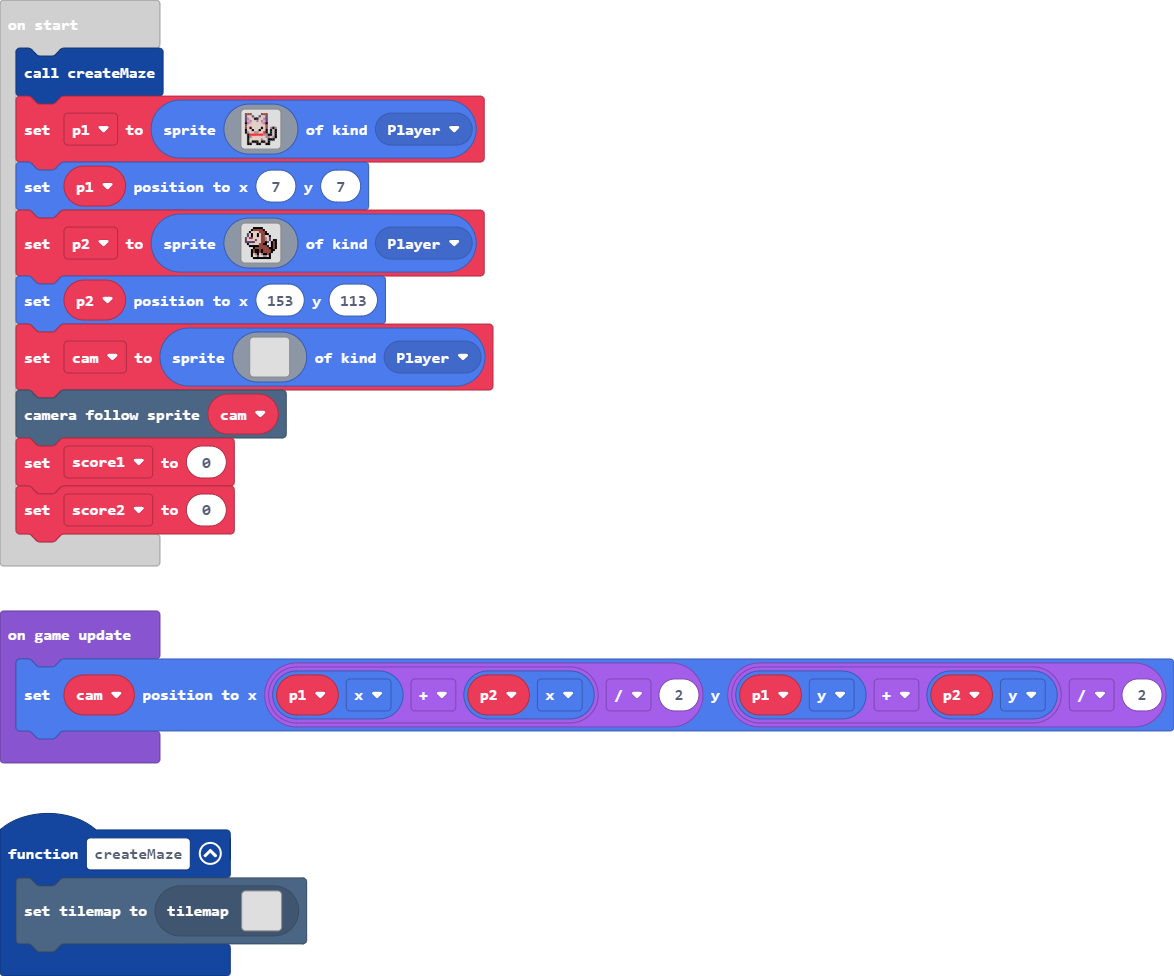 on start
call createMaze
set p1 to sprite of kind Player
set p1 position to x 7 y 7
set p2 to sprite of kind Player
set p2 position to x 153 y 113
set cam to sprite of kind Player
camera follow sprite cam
set score1 to 0
set score2 to 0
on game update
set cam position to x p1 x + p2 x / 2 y p1 y + p2 y / 2
function createMaze
set tilemap to tilemap